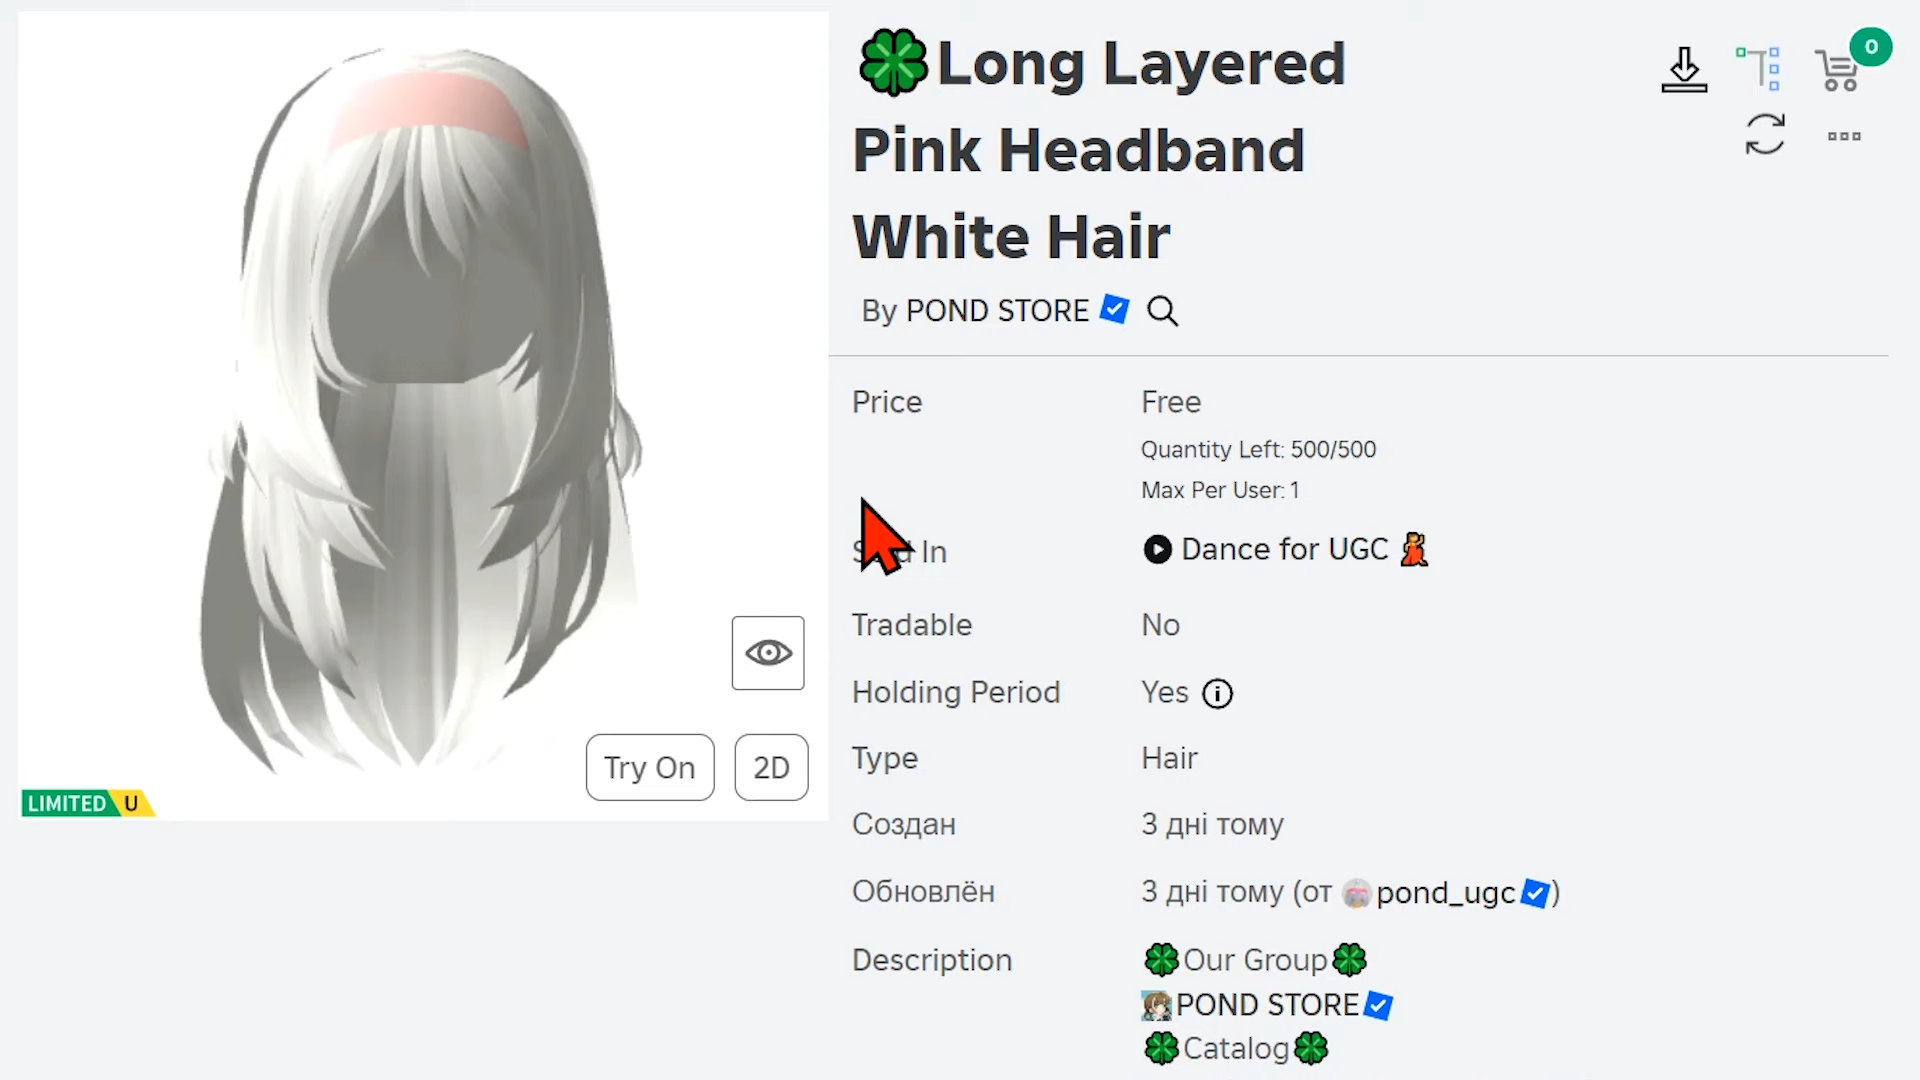 🍀Long Layered
Pink Headband
White Hair
By POND STORE
Price
Free
Quantity Left: 500/500
Max Per User: 1
Sold In
Dance for UGC 💃
Tradable
No
Holding Period
Yes
Type
Hair
Создан
3 дні тому
Обновлён
3 дні тому (от pond_ugc)
Description
🍀Our Group🍀
POND STORE
🍀Catalog🍀
Try On
2D
LIMITED U
0